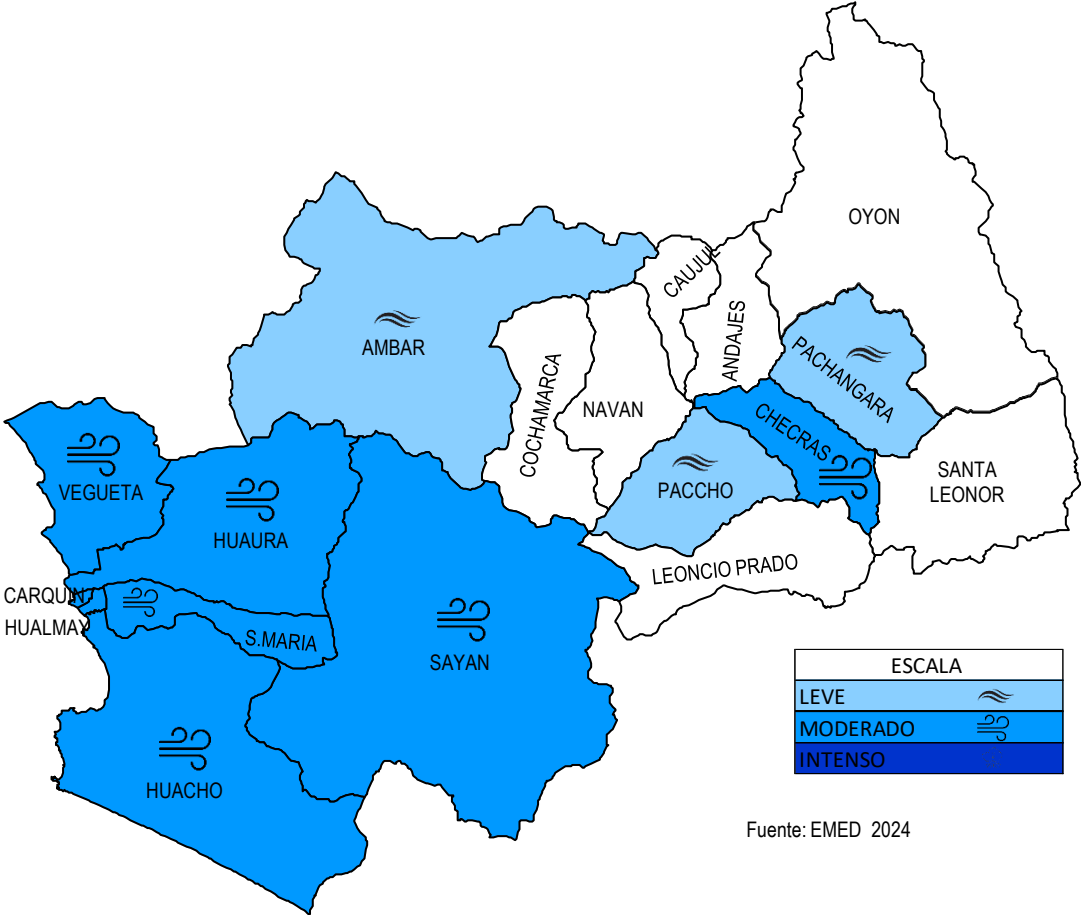 OYON
CAUJUL
ANDAJES
AMBAR
PACHANGARA
COCHAMARCA
NAVAN
CHECRAS
SANTA
LEONOR
VEGUETA
PACCHO
HUAURA
LEONCIO PRADO
CARQUIN
HUALMAY
S.MARIA
SAYAN
HUACHO
ESCALA
LEVE
MODERADO
INTENSO
Fuente: EMED 2024